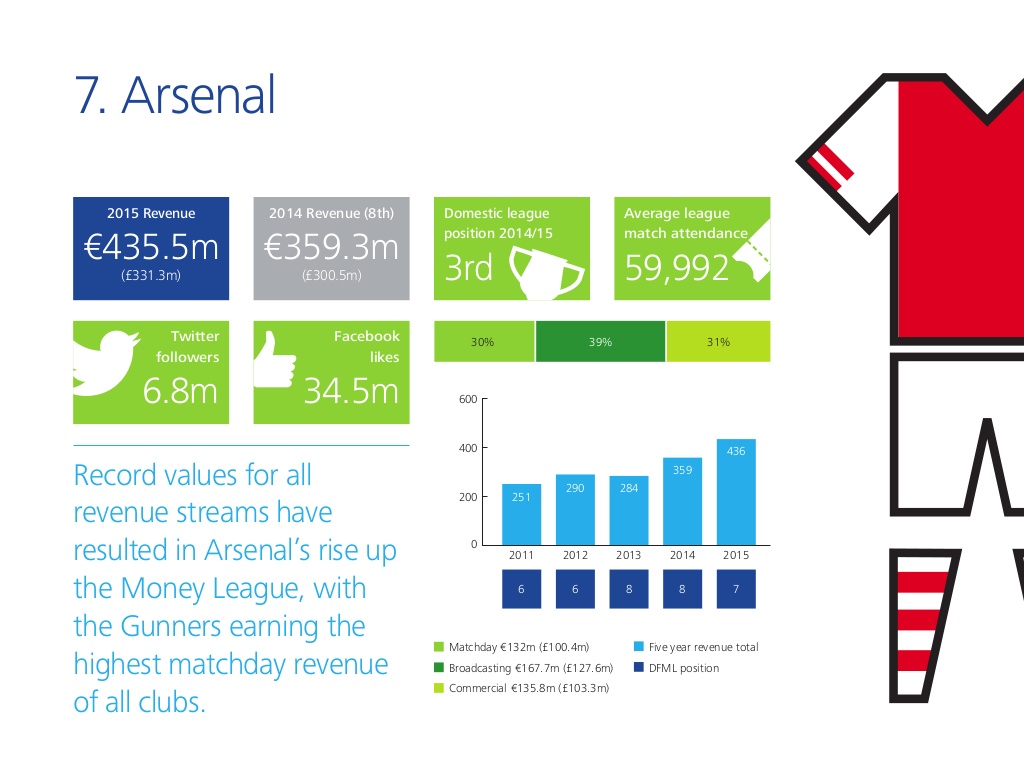 7. Arsenal
2015 Revenue
€435.5m
(£331.3m)
2014 Revenue (8th)
€359.3m
(£300.5m)
Domestic league
position 2014/15
3rd
Average league
match attendance
59,992
Twitter
followers
6.8m
Facebook
likes
34.5m
30% 39% 31%
Record values for all
revenue streams have
resulted in Arsenal’s rise up
the Money League, with
the Gunners earning the
highest matchday revenue
of all clubs.
600
400
200
0
251 290 284 359 436
2011 2012 2013 2014 2015
6 6 8 8 7
Matchday €132m (£100.4m)
Broadcasting €167.7m (£127.6m)
Commercial €135.8m (£103.3m)
Five year revenue total
DFML position